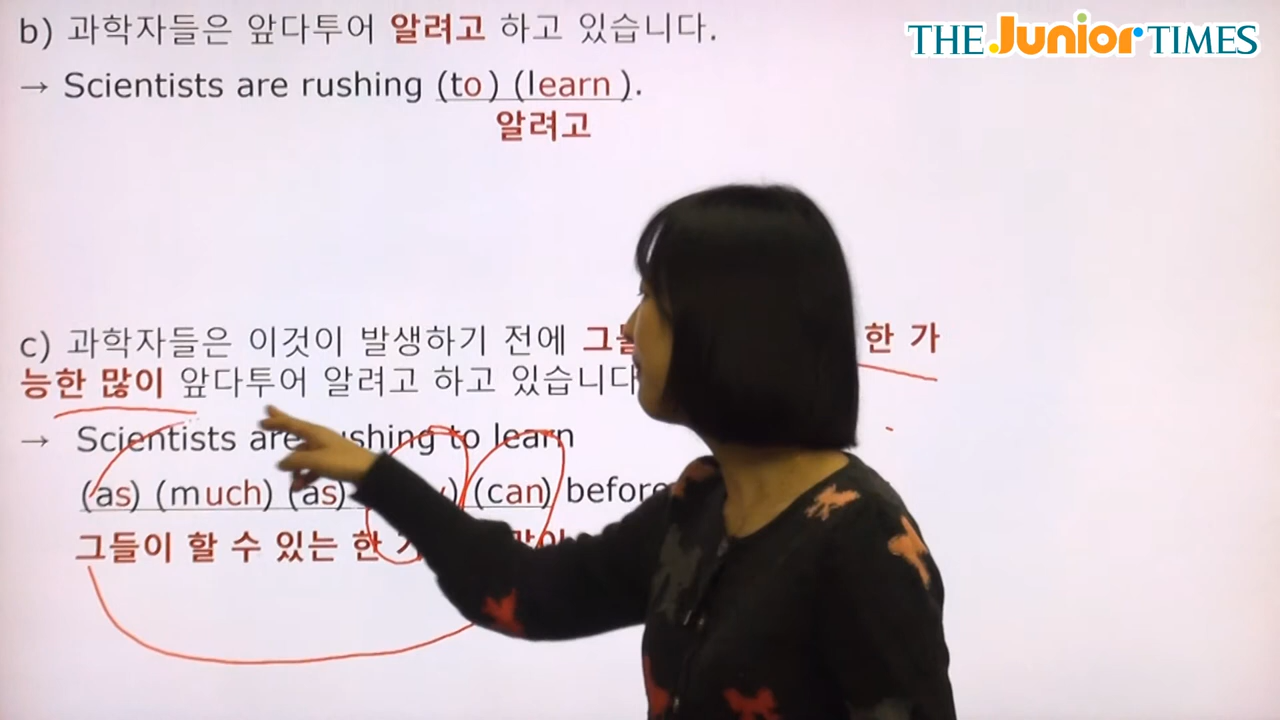 b) 과학자들은 앞다투어 알려고 하고 있습니다.
THE Junior TIMES
→ Scientists are rushing (to) (learn ).
알려고
c) 과학자들은 이것이 발생하기 전에 한 가
능한 많이 앞다투어 알려고 하고 있습니다
→ Scientists are rushing to learn
(as) (much) (as) (can) before
그들이 할 수 있는 한